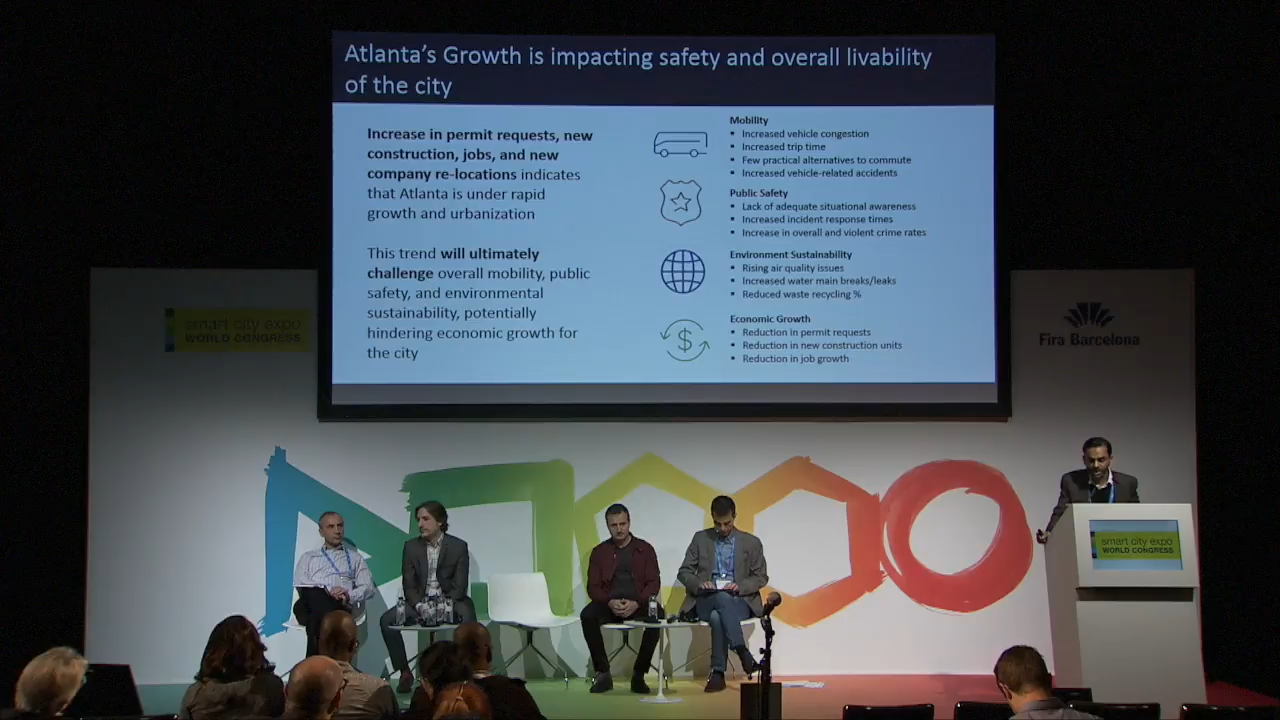 Atlanta's Growth is impacting safety and overall livability
of the city
Increase in permit requests, new
construction, jobs, and new
company re-locations indicates
that Atlanta is under rapid
growth and urbanization
This trend will ultimately
challenge overall mobility, public
safety, and environmental
sustainability, potentially
hindering economic growth for
the city
Mobility
▪ Increased vehicle congestion
▪ Increased trip time
▪ Few practical alternatives to commute
▪ Increased vehicle-related accidents
Public Safety
▪ Lack of adequate situational awareness
▪ Increased incident response times
▪ Increase in overall and violent crime rates
Environment Sustainability
▪ Rising air quality issues
▪ Increased water main breaks/leaks
▪ Reduced waste recycling %
$
Economic Growth
▪ Reduction in permit requests
▪ Reduction in new construction units
▪ Reduction in job growth
smart city expo
WORLD CONGRESS
Fira Barcelona
smart city expo
WORLD CONGRESS